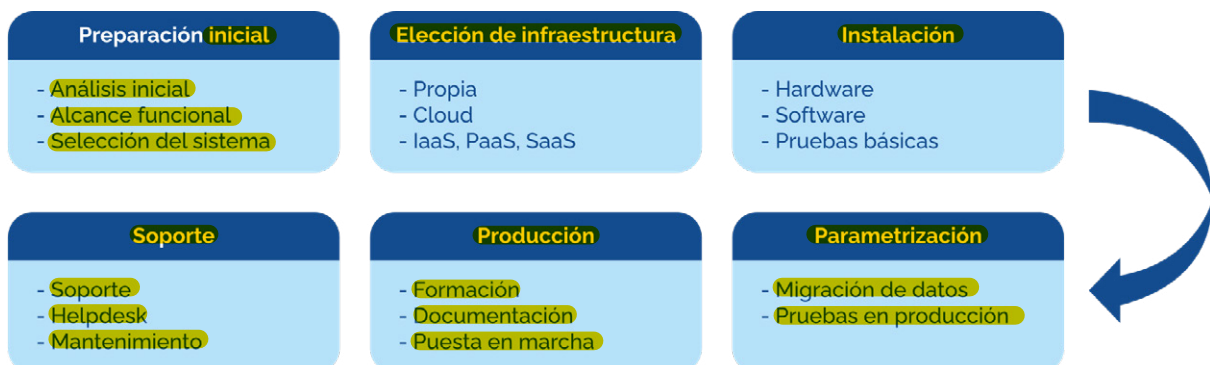 Preparación inicial
- Análisis inicial
- Alcance funcional
- Selección del sistema
Elección de infraestructura
- Propia
- Cloud
- IaaS, PaaS, SaaS
Instalación
- Hardware
- Software
- Pruebas básicas
Parametrización
- Migración de datos
- Pruebas en producción
Producción
- Formación
- Documentación
- Puesta en marcha
Soporte
- Soporte
- Helpdesk
- Mantenimiento